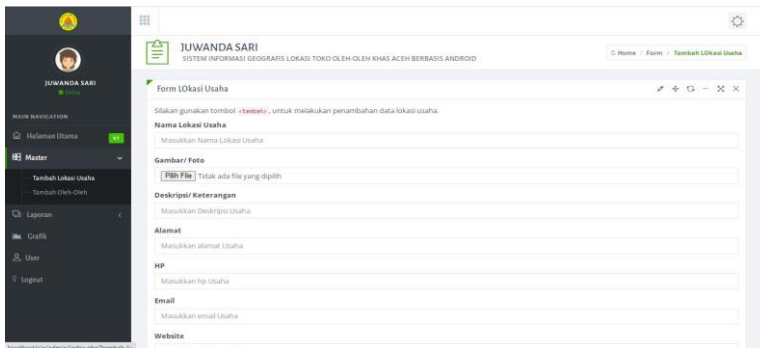 JUWANDA SARI
SISTEM INFORMASI GEOGRAFIS LOKASI TOKO OLEH-OLEH KHAS ACEH BERBASIS ANDROID
Home / Form / Tambah LOkasi Usaha
JUWANDA SARI
Online
MAIN NAVIGATION
Halaman Utama
Master
Tambah Lokasi Usaha
Tambah Oleh-Oleh
Laporan
Grafik
User
Logout
Form LOkasi Usaha
Silakan gunakan tombol <tambah>, untuk melakukan penambahan data lokasi usaha.
Nama Lokasi Usaha
Masukkan Nama Lokasi Usaha
Gambar/ Foto
Pilih File Tidak ada file yang dipilih
Deskripsi/ Keterangan
Masukkan Deskripsi Usaha
Alamat
Masukkan alamat Usaha
HP
Masukkan hp Usaha
Email
Masukkan email Usaha
Website